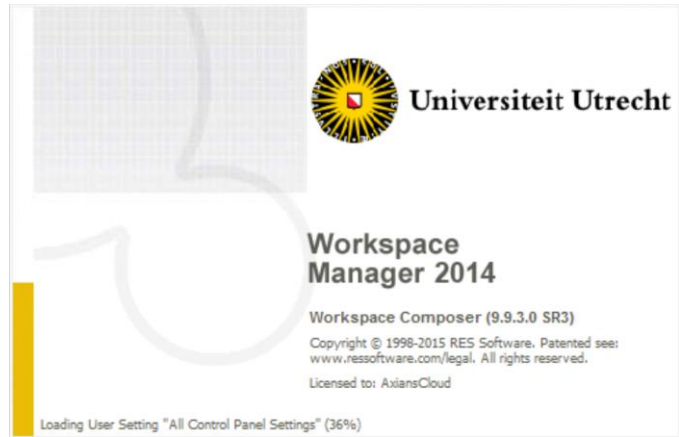 Universiteit Utrecht
Workspace
Manager 2014
Workspace Composer (9.9.3.0 SR3)
Copyright © 1998-2015 RES Software. Patented see:
www.ressoftware.com/legal. All rights reserved.
Licensed to: AxiansCloud
Loading User Setting "All Control Panel Settings" (36%)